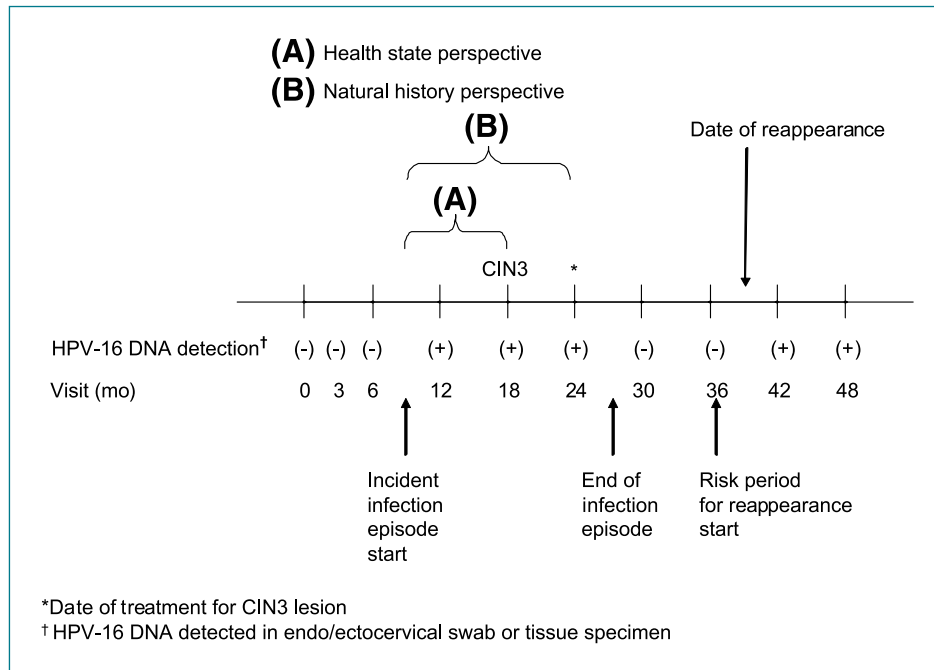 (A) Health state perspective
(B) Natural history perspective
(B)
Date of reappearance
(A)
CIN3 *
HPV-16 DNA detection† (-) (-) (-) (+) (+) (+) (-) (-) (+) (+)
Visit (mo) 0 3 6 12 18 24 30 36 42 48
Incident
infection
episode
start
End of
infection
episode
Risk period
for reappearance
start
*Date of treatment for CIN3 lesion
† HPV-16 DNA detected in endo/ectocervical swab or tissue specimen